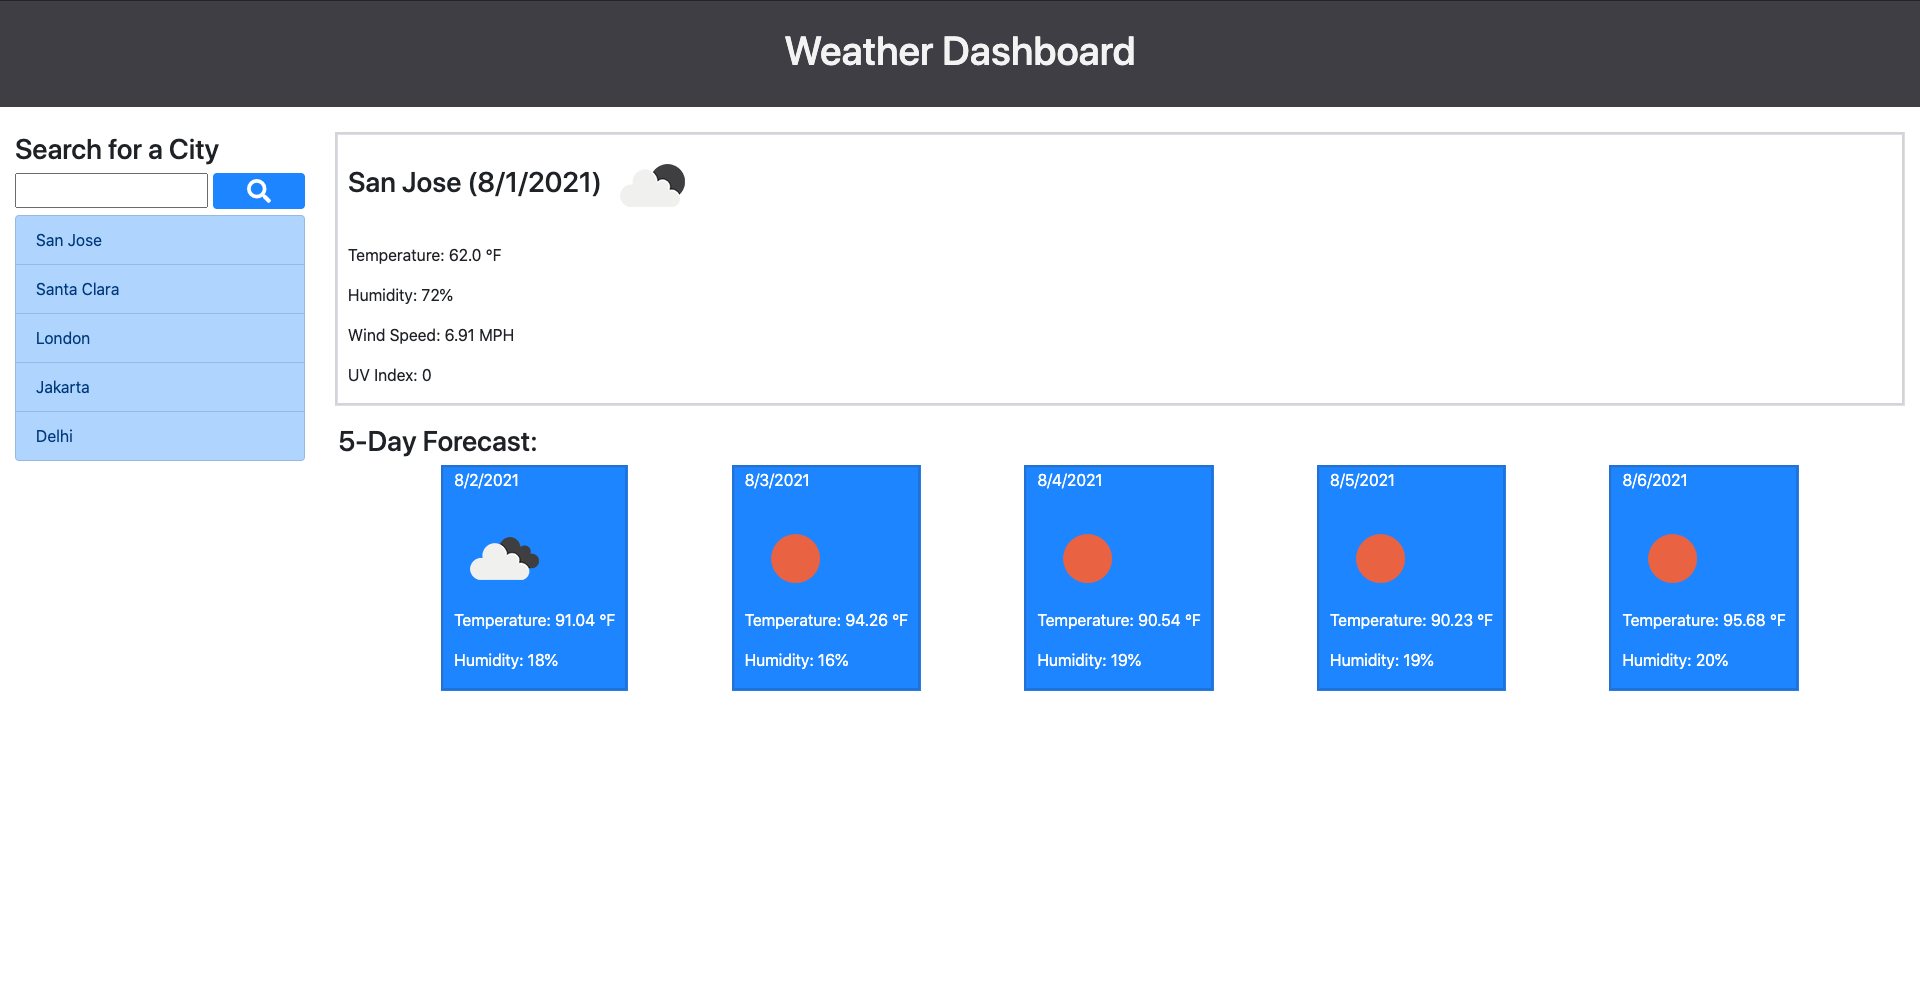 Weather Dashboard
Search for a City
San Jose
Santa Clara
London
Jakarta
Delhi
San Jose (8/1/2021)
Temperature: 62.0 °F
Humidity: 72%
Wind Speed: 6.91 MPH
UV Index: 0
5-Day Forecast:
8/2/2021
Temperature: 91.04 °F
Humidity: 18%
8/3/2021
Temperature: 94.26 °F
Humidity: 16%
8/4/2021
Temperature: 90.54 °F
Humidity: 19%
8/5/2021
Temperature: 90.23 °F
Humidity: 19%
8/6/2021
Temperature: 95.68 °F
Humidity: 20%